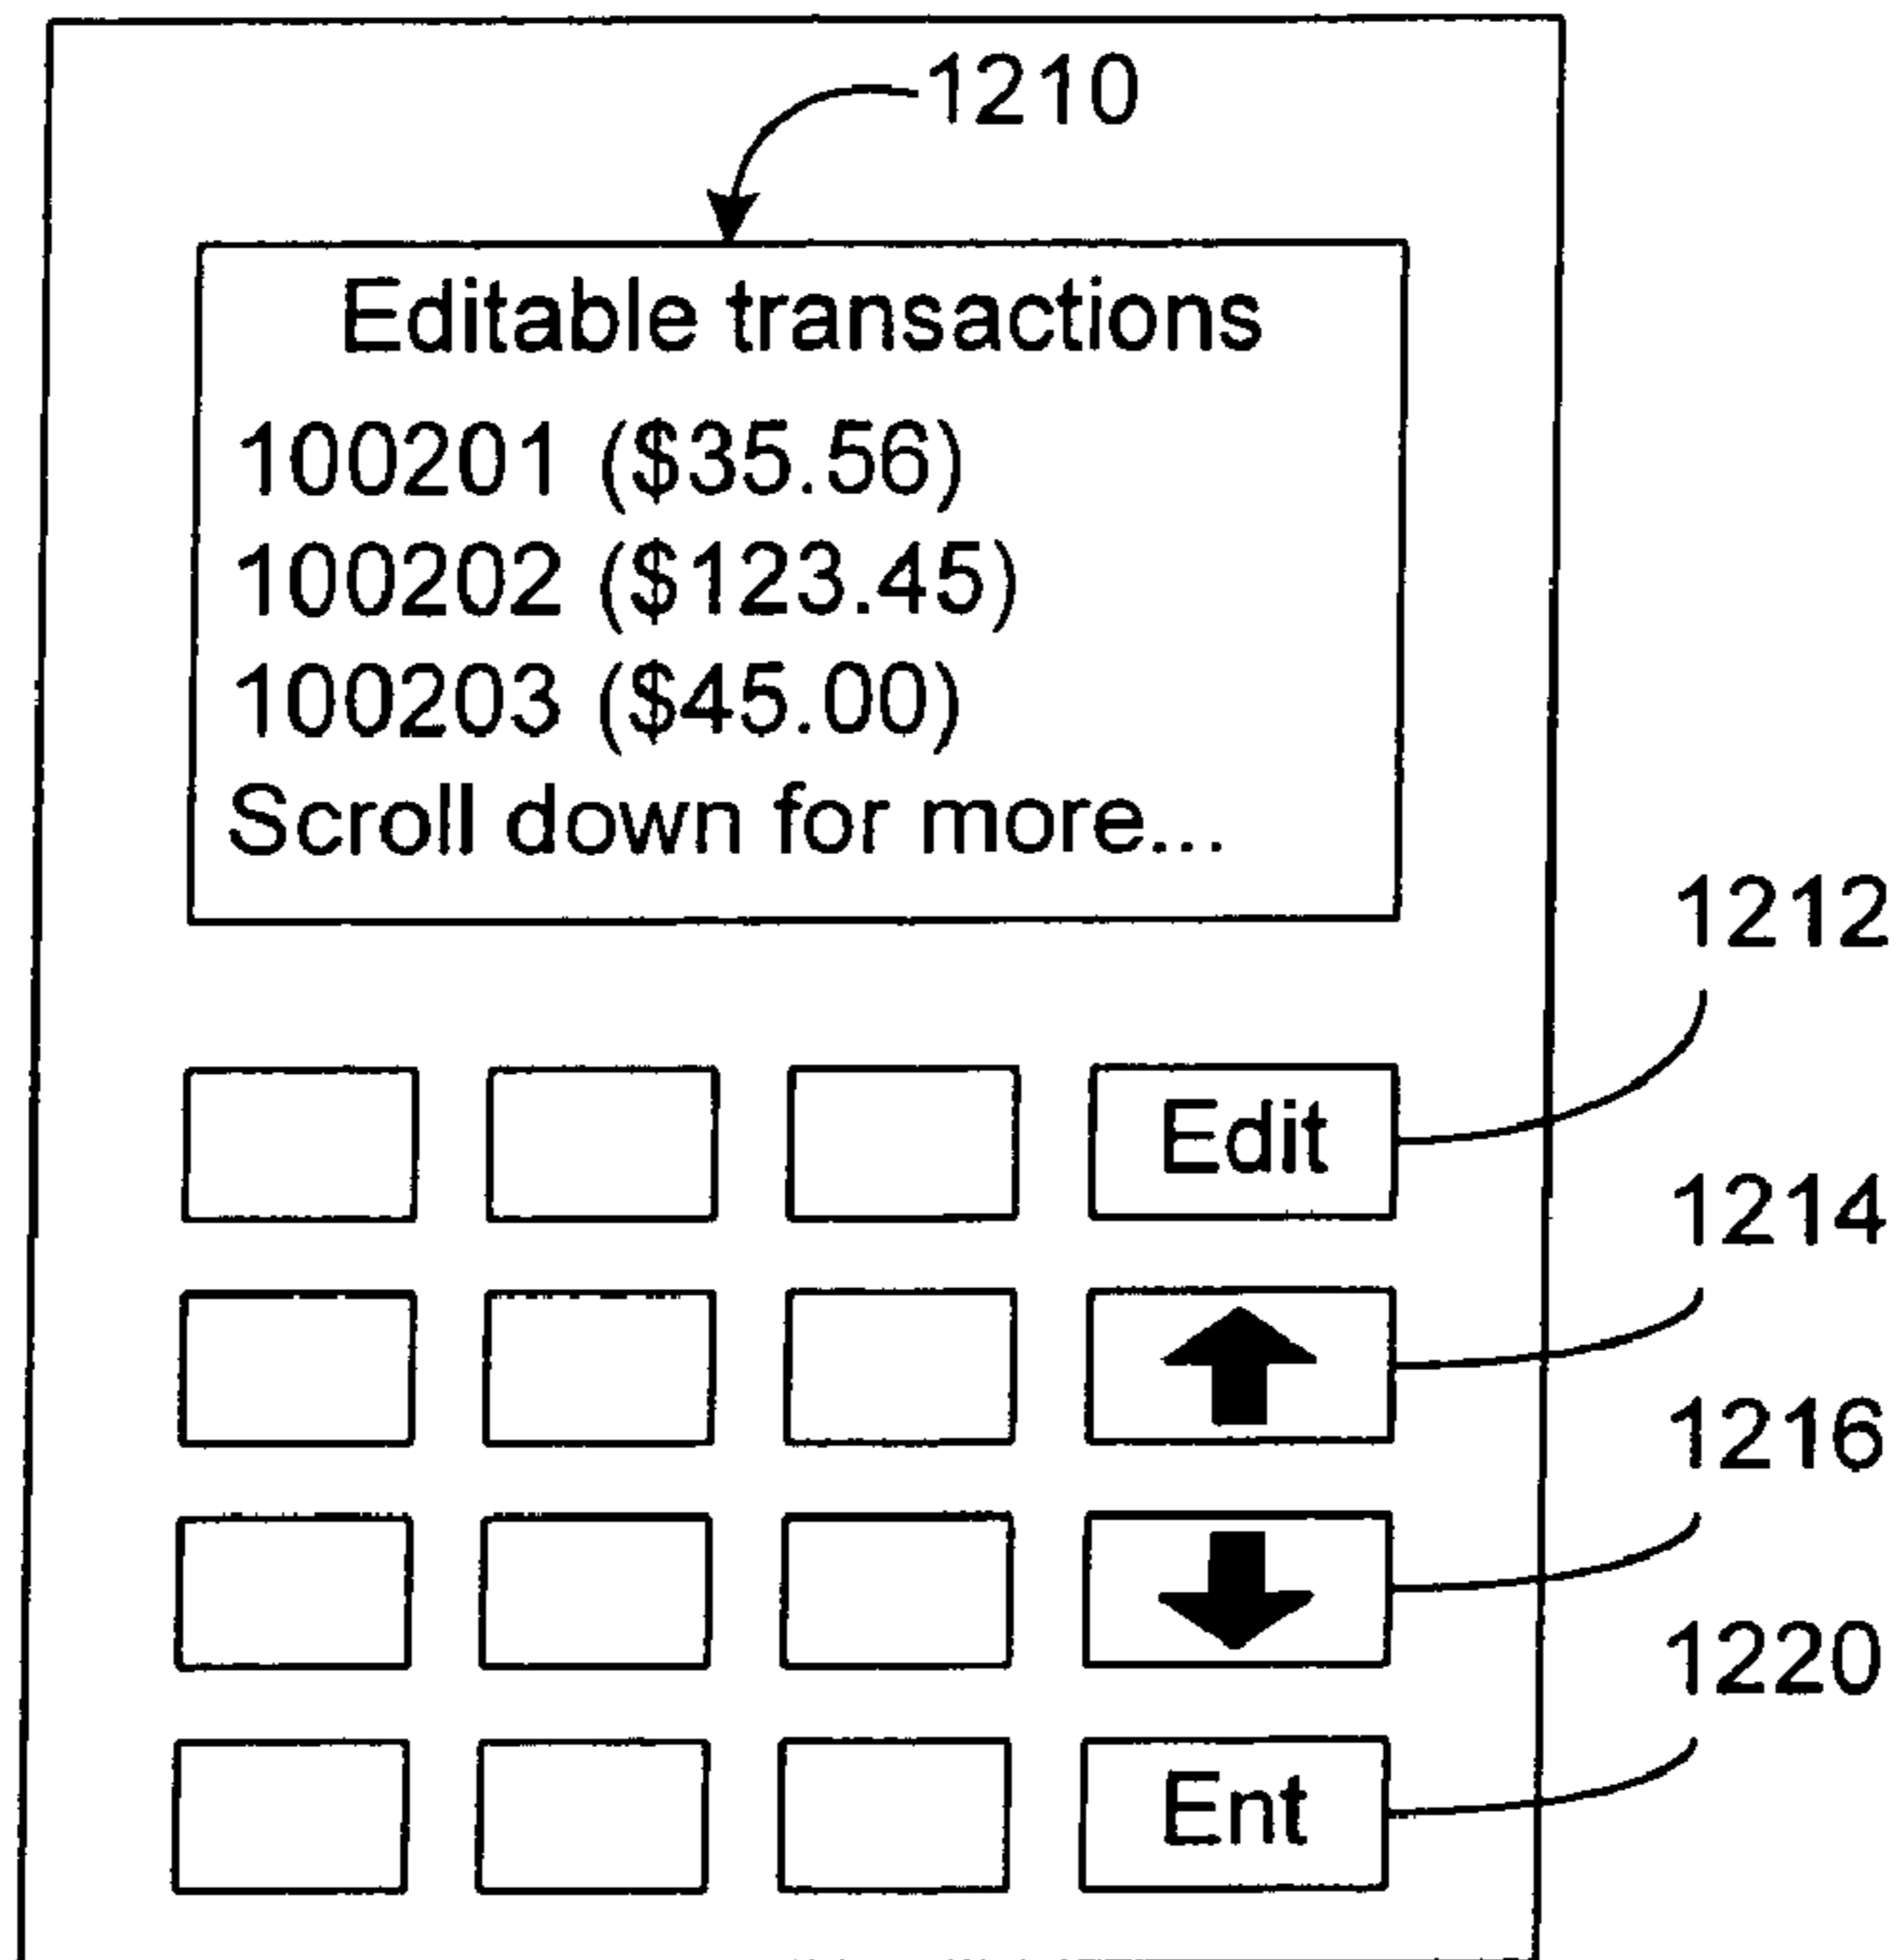 1210
Editable transactions
100201 ($35.56)
100202 ($123.45)
100203 ($45.00)
Scroll down for more...
1212
Edit
1214
1216
1220
Ent